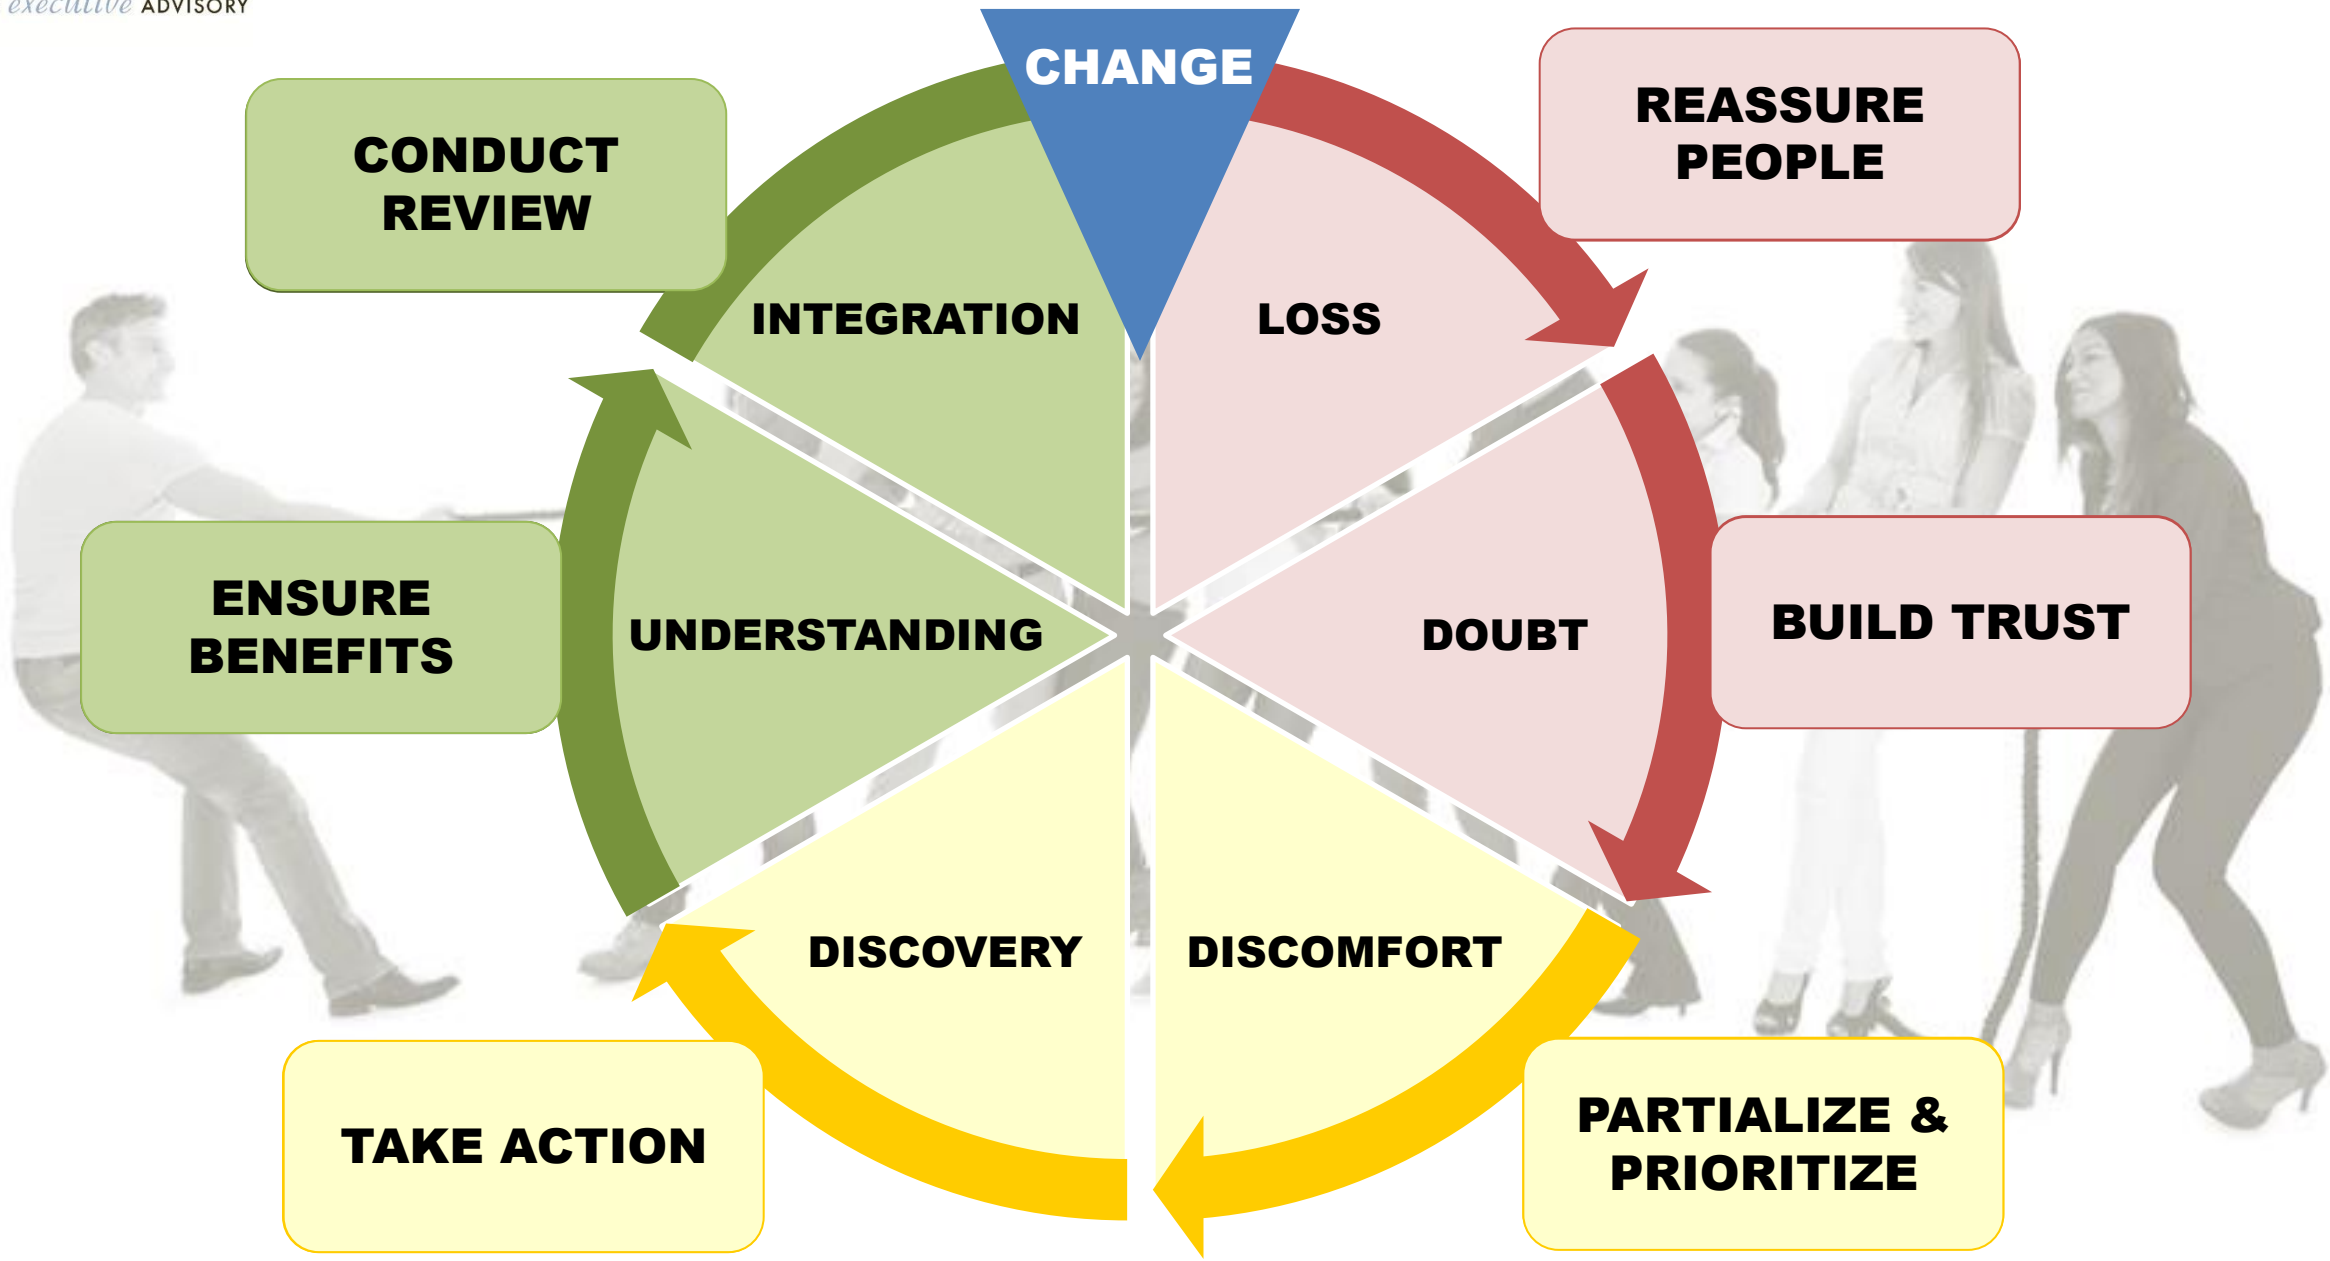 executive ADVISORY
CHANGE
REASSURE
PEOPLE
CONDUCT
REVIEW
INTEGRATION
LOSS
ENSURE
BENEFITS
UNDERSTANDING
DOUBT
BUILD TRUST
DISCOVERY
DISCOMFORT
TAKE ACTION
PARTIALIZE &
PRIORITIZE